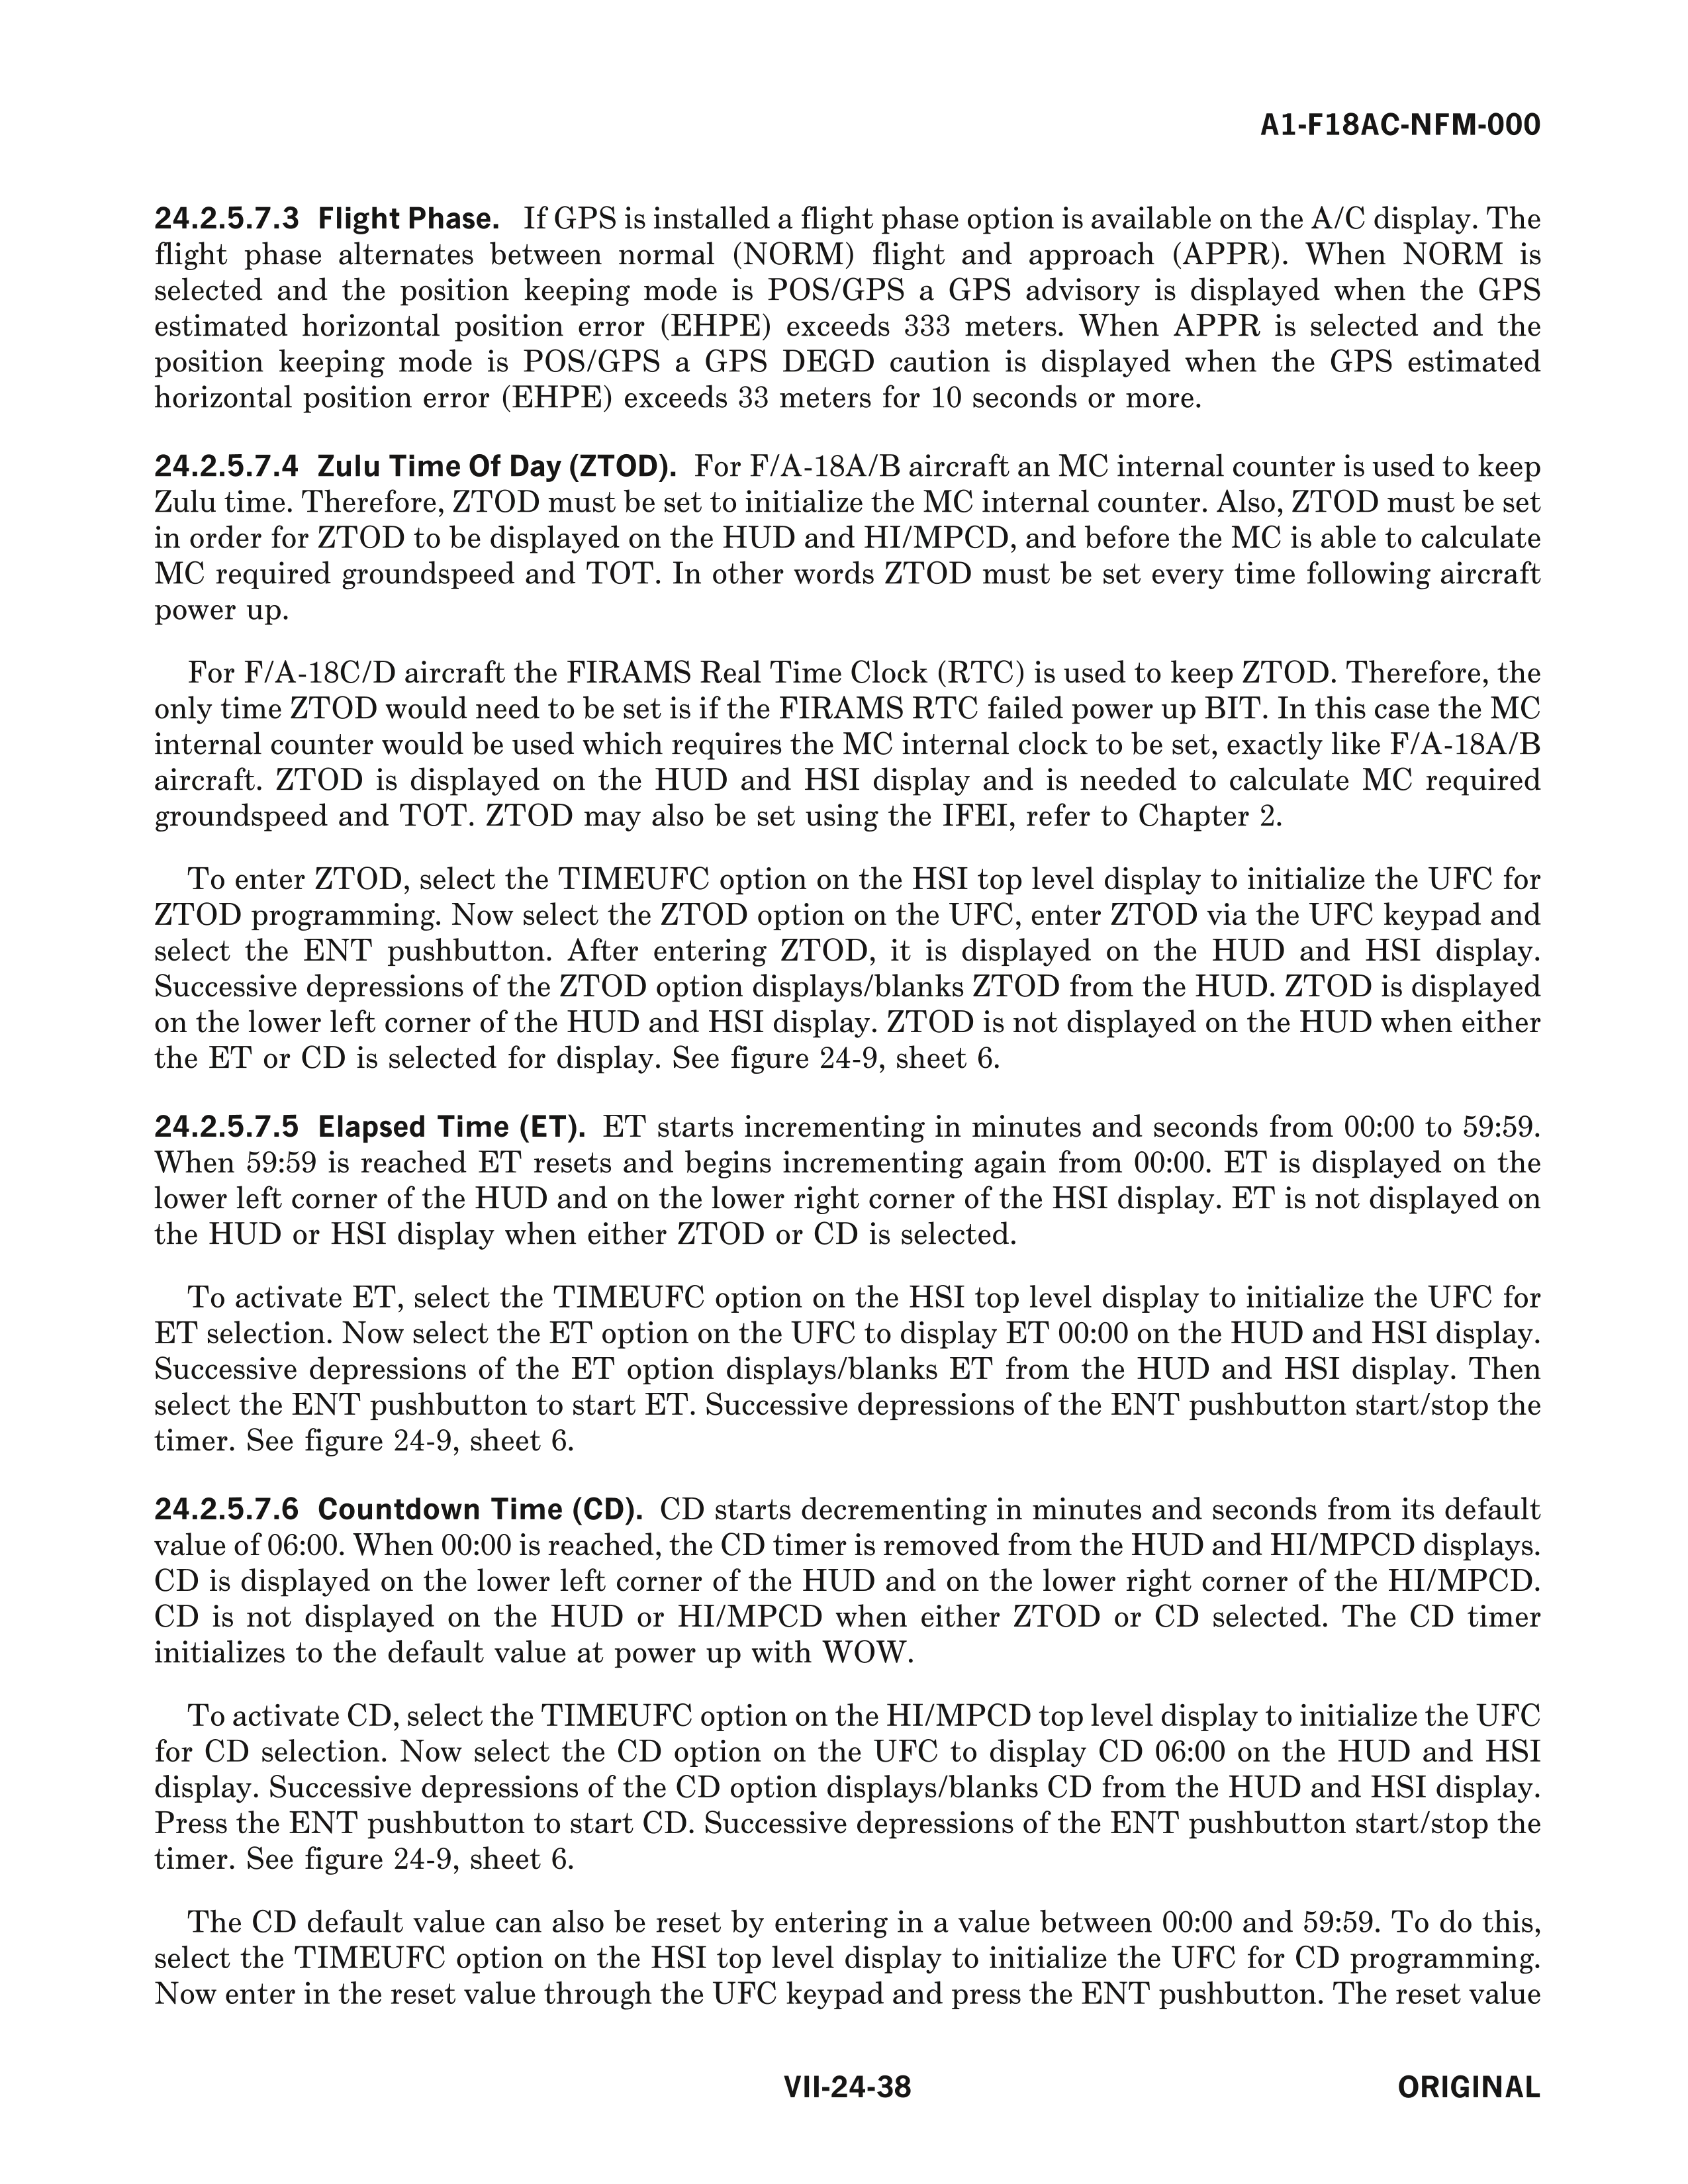 A1-F18AC-NFM-000
24.2.5.7.3 Flight Phase. If GPS is installed a flight phase option is available on the A/C display. The
flight phase alternates between normal (NORM) flight and approach (APPR). When NORM is
selected and the position keeping mode is POS/GPS a GPS advisory is displayed when the GPS
estimated horizontal position error (EHPE) exceeds 333 meters. When APPR is selected and the
position keeping mode is POS/GPS a GPS DEGD caution is displayed when the GPS estimated
horizontal position error (EHPE) exceeds 33 meters for 10 seconds or more.
24.2.5.7.4 Zulu Time Of Day (ZTOD). For F/A-18A/B aircraft an MC internal counter is used to keep
Zulu time. Therefore, ZTOD must be set to initialize the MC internal counter. Also, ZTOD must be set
in order for ZTOD to be displayed on the HUD and HI/MPCD, and before the MC is able to calculate
MC required groundspeed and TOT. In other words ZTOD must be set every time following aircraft
power up.
For F/A-18C/D aircraft the FIRAMS Real Time Clock (RTC) is used to keep ZTOD. Therefore, the
only time ZTOD would need to be set is if the FIRAMS RTC failed power up BIT. In this case the MC
internal counter would be used which requires the MC internal clock to be set, exactly like F/A-18A/B
aircraft. ZTOD is displayed on the HUD and HSI display and is needed to calculate MC required
groundspeed and TOT. ZTOD may also be set using the IFEI, refer to Chapter 2.
To enter ZTOD, select the TIMEUFC option on the HSI top level display to initialize the UFC for
ZTOD programming. Now select the ZTOD option on the UFC, enter ZTOD via the UFC keypad and
select the ENT pushbutton. After entering ZTOD, it is displayed on the HUD and HSI display.
Successive depressions of the ZTOD option displays/blanks ZTOD from the HUD. ZTOD is displayed
on the lower left corner of the HUD and HSI display. ZTOD is not displayed on the HUD when either
the ET or CD is selected for display. See figure 24-9, sheet 6.
24.2.5.7.5 Elapsed Time (ET). ET starts incrementing in minutes and seconds from 00:00 to 59:59.
When 59:59 is reached ET resets and begins incrementing again from 00:00. ET is displayed on the
lower left corner of the HUD and on the lower right corner of the HSI display. ET is not displayed on
the HUD or HSI display when either ZTOD or CD is selected.
To activate ET, select the TIMEUFC option on the HSI top level display to initialize the UFC for
ET selection. Now select the ET option on the UFC to display ET 00:00 on the HUD and HSI display.
Successive depressions of the ET option displays/blanks ET from the HUD and HSI display. Then
select the ENT pushbutton to start ET. Successive depressions of the ENT pushbutton start/stop the
timer. See figure 24-9, sheet 6.
24.2.5.7.6 Countdown Time (CD). CD starts decrementing in minutes and seconds from its default
value of 06:00. When 00:00 is reached, the CD timer is removed from the HUD and HI/MPCD displays.
CD is displayed on the lower left corner of the HUD and on the lower right corner of the HI/MPCD.
CD is not displayed on the HUD or HI/MPCD when either ZTOD or CD selected. The CD timer
initializes to the default value at power up with WOW.
To activate CD, select the TIMEUFC option on the HI/MPCD top level display to initialize the UFC
for CD selection. Now select the CD option on the UFC to display CD 06:00 on the HUD and HSI
display. Successive depressions of the CD option displays/blanks CD from the HUD and HSI display.
Press the ENT pushbutton to start CD. Successive depressions of the ENT pushbutton start/stop the
timer. See figure 24-9, sheet 6.
The CD default value can also be reset by entering in a value between 00:00 and 59:59. To do this,
select the TIMEUFC option on the HSI top level display to initialize the UFC for CD programming.
Now enter in the reset value through the UFC keypad and press the ENT pushbutton. The reset value
VII-24-38
ORIGINAL